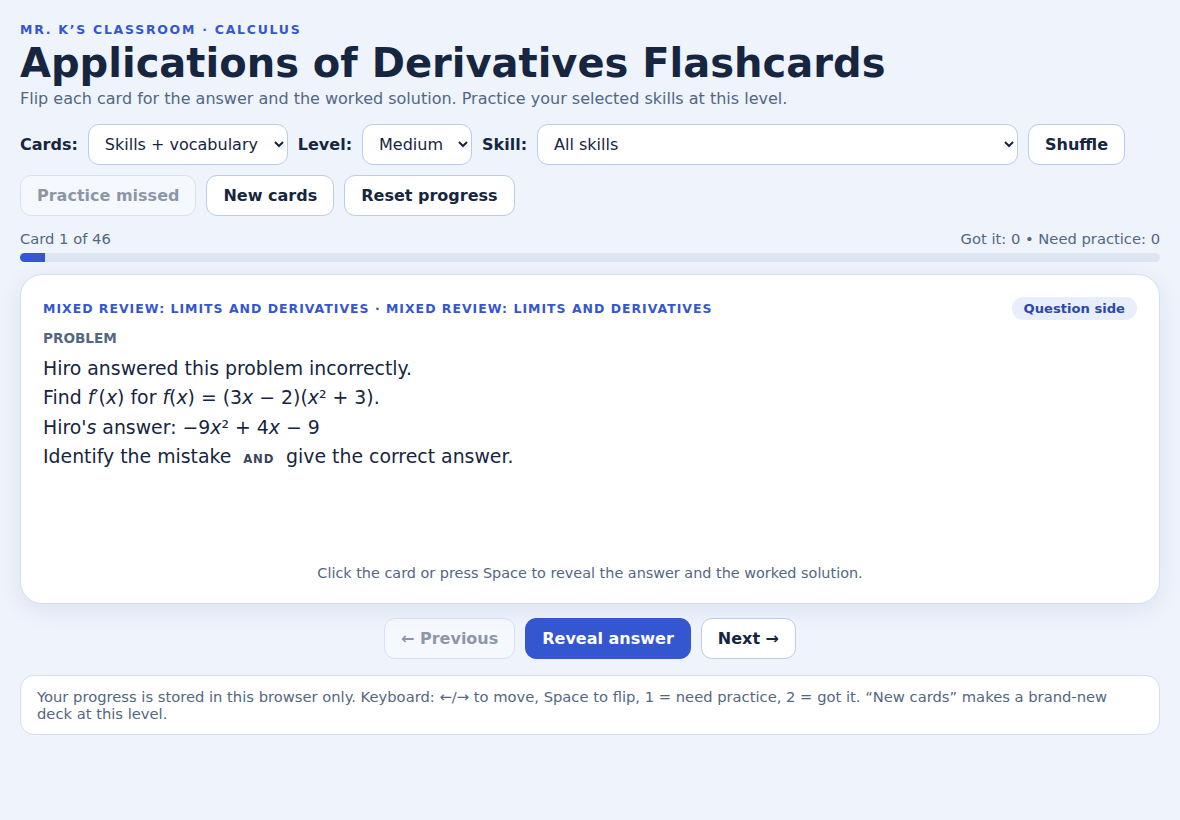 MR. K'S CLASSROOM · CALCULUS
Applications of Derivatives Flashcards
Flip each card for the answer and the worked solution. Practice your selected skills at this level.
Cards: Skills + vocabulary Level: Medium Skill: All skills Shuffle
Practice missed New cards Reset progress
Card 1 of 46 Got it: 0 • Need practice: 0
MIXED REVIEW: LIMITS AND DERIVATIVES · MIXED REVIEW: LIMITS AND DERIVATIVES Question side
PROBLEM
Hiro answered this problem incorrectly.
Find f′(x) for f(x) = (3x − 2)(x² + 3).
Hiro's answer: −9x² + 4x − 9
Identify the mistake AND give the correct answer.
Click the card or press Space to reveal the answer and the worked solution.
← Previous Reveal answer Next →
Your progress is stored in this browser only. Keyboard: ←/→ to move, Space to flip, 1 = need practice, 2 = got it. “New cards” makes a brand-new
deck at this level.